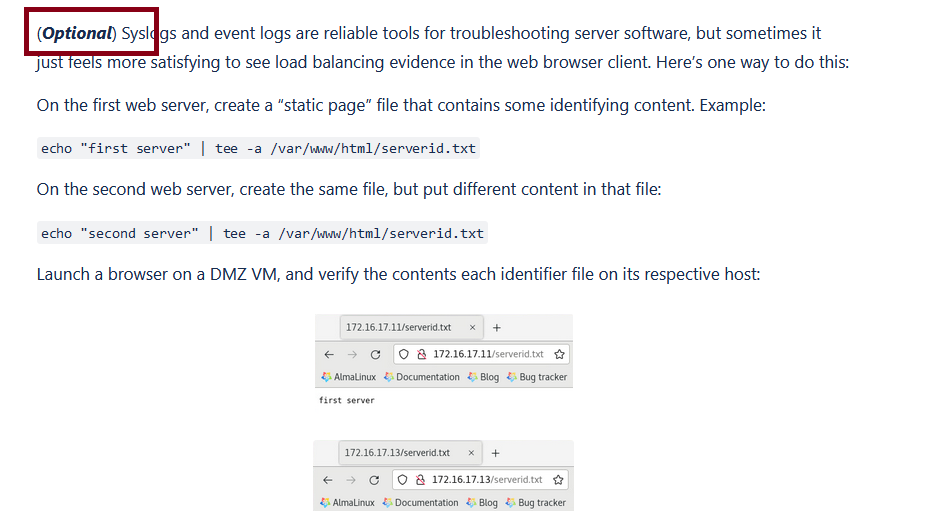 (Optional) Syslogs and event logs are reliable tools for troubleshooting server software, but sometimes it
just feels more satisfying to see load balancing evidence in the web browser client. Here’s one way to do this:
On the first web server, create a “static page” file that contains some identifying content. Example:
echo "first server" | tee -a /var/www/html/serverid.txt
On the second web server, create the same file, but put different content in that file:
echo "second server" | tee -a /var/www/html/serverid.txt
Launch a browser on a DMZ VM, and verify the contents each identifier file on its respective host:
172.16.17.11/serverid.txt × +
172.16.17.11/serverid.txt
AlmaLinux Documentation Blog Bug tracker
first server
172.16.17.13/serverid.txt × +
172.16.17.13/serverid.txt
AlmaLinux Documentation Blog Bug tracker